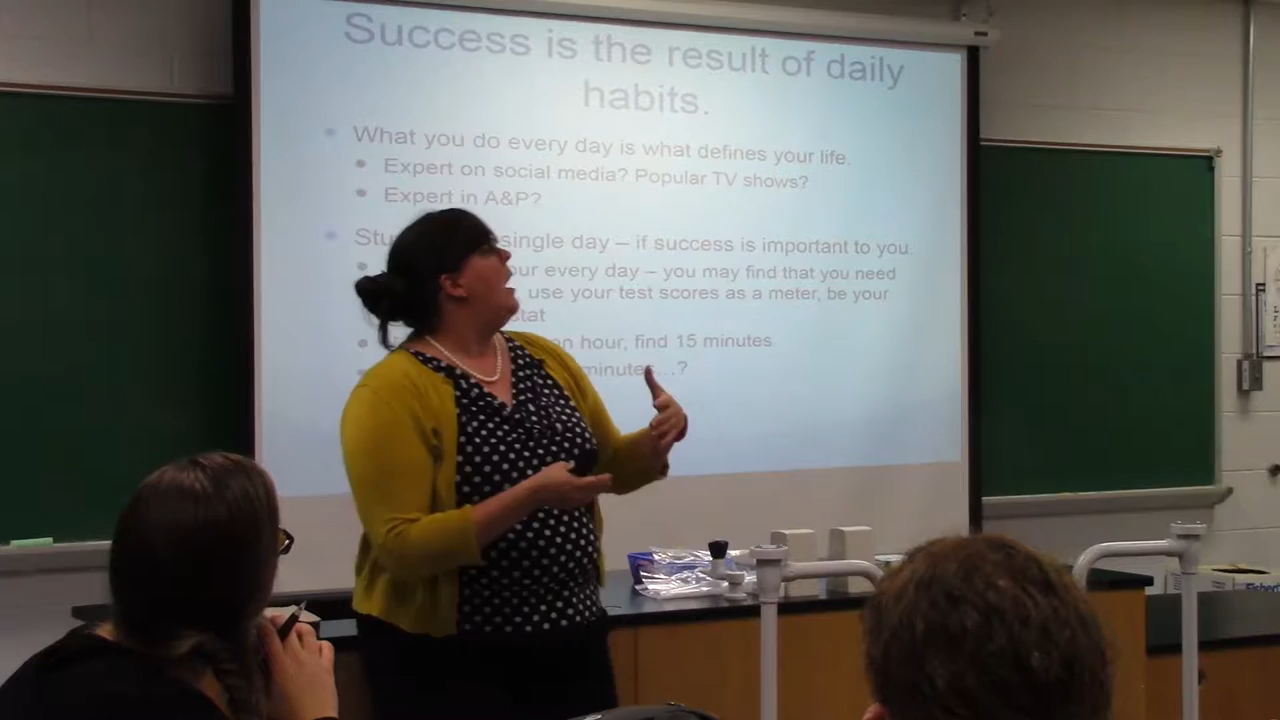 Success is the result of daily
habits.
What you do every day is what defines your life.
Expert on social media? Popular TV shows?
Expert in A&P?
single day – if success is important to you.
every day – you may find that you need
use your test scores as a meter, be your
hour, find 15 minutes
minutes…?